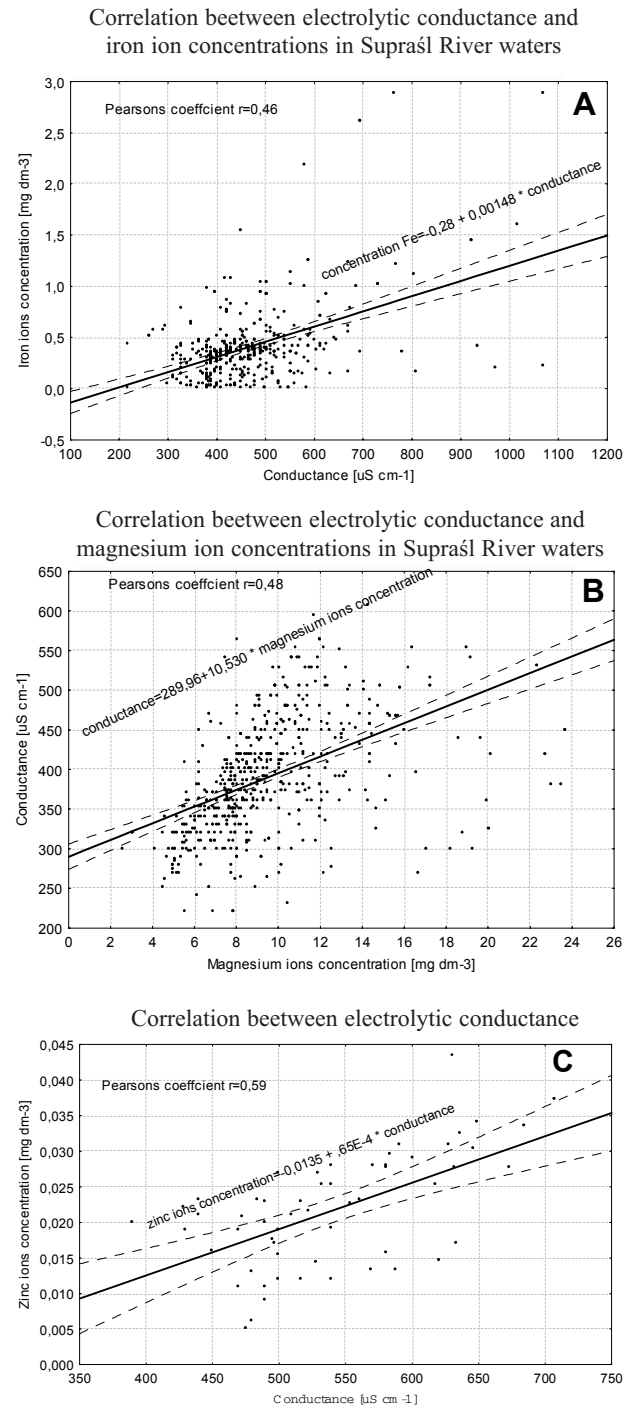 Correlation beetween electrolytic conductance and
iron ion concentrations in Supraśl River waters
A
Pearsons coeffcient r=0,46
concentration Fe=-0,28 + 0,00148 * conductance
Iron ions concentration [mg dm-3]
3,0
2,5
2,0
1,5
1,0
0,5
0,0
-0,5
100 200 300 400 500 600 700 800 900 1000 1100 1200
Conductance [uS cm-1]
Correlation beetween electrolytic conductance and
magnesium ion concentrations in Supraśl River waters
B
Pearsons coeffcient r=0,48
conductance=289,96+10,530 * magnesium ions concentration
Conductance [uS cm-1]
650
600
550
500
450
400
350
300
250
200
0 2 4 6 8 10 12 14 16 18 20 22 24 26
Magnesium ions concentration [mg dm-3]
Correlation beetween electrolytic conductance
C
Pearsons coeffcient r=0,59
zinc ions concentration=-0,0135 + ,65E-4 * conductance
Zinc ions concentration [mg dm-3]
0,045
0,040
0,035
0,030
0,025
0,020
0,015
0,010
0,005
0,000
350 400 450 500 550 600 650 700 750
Conductance [uS cm-1]